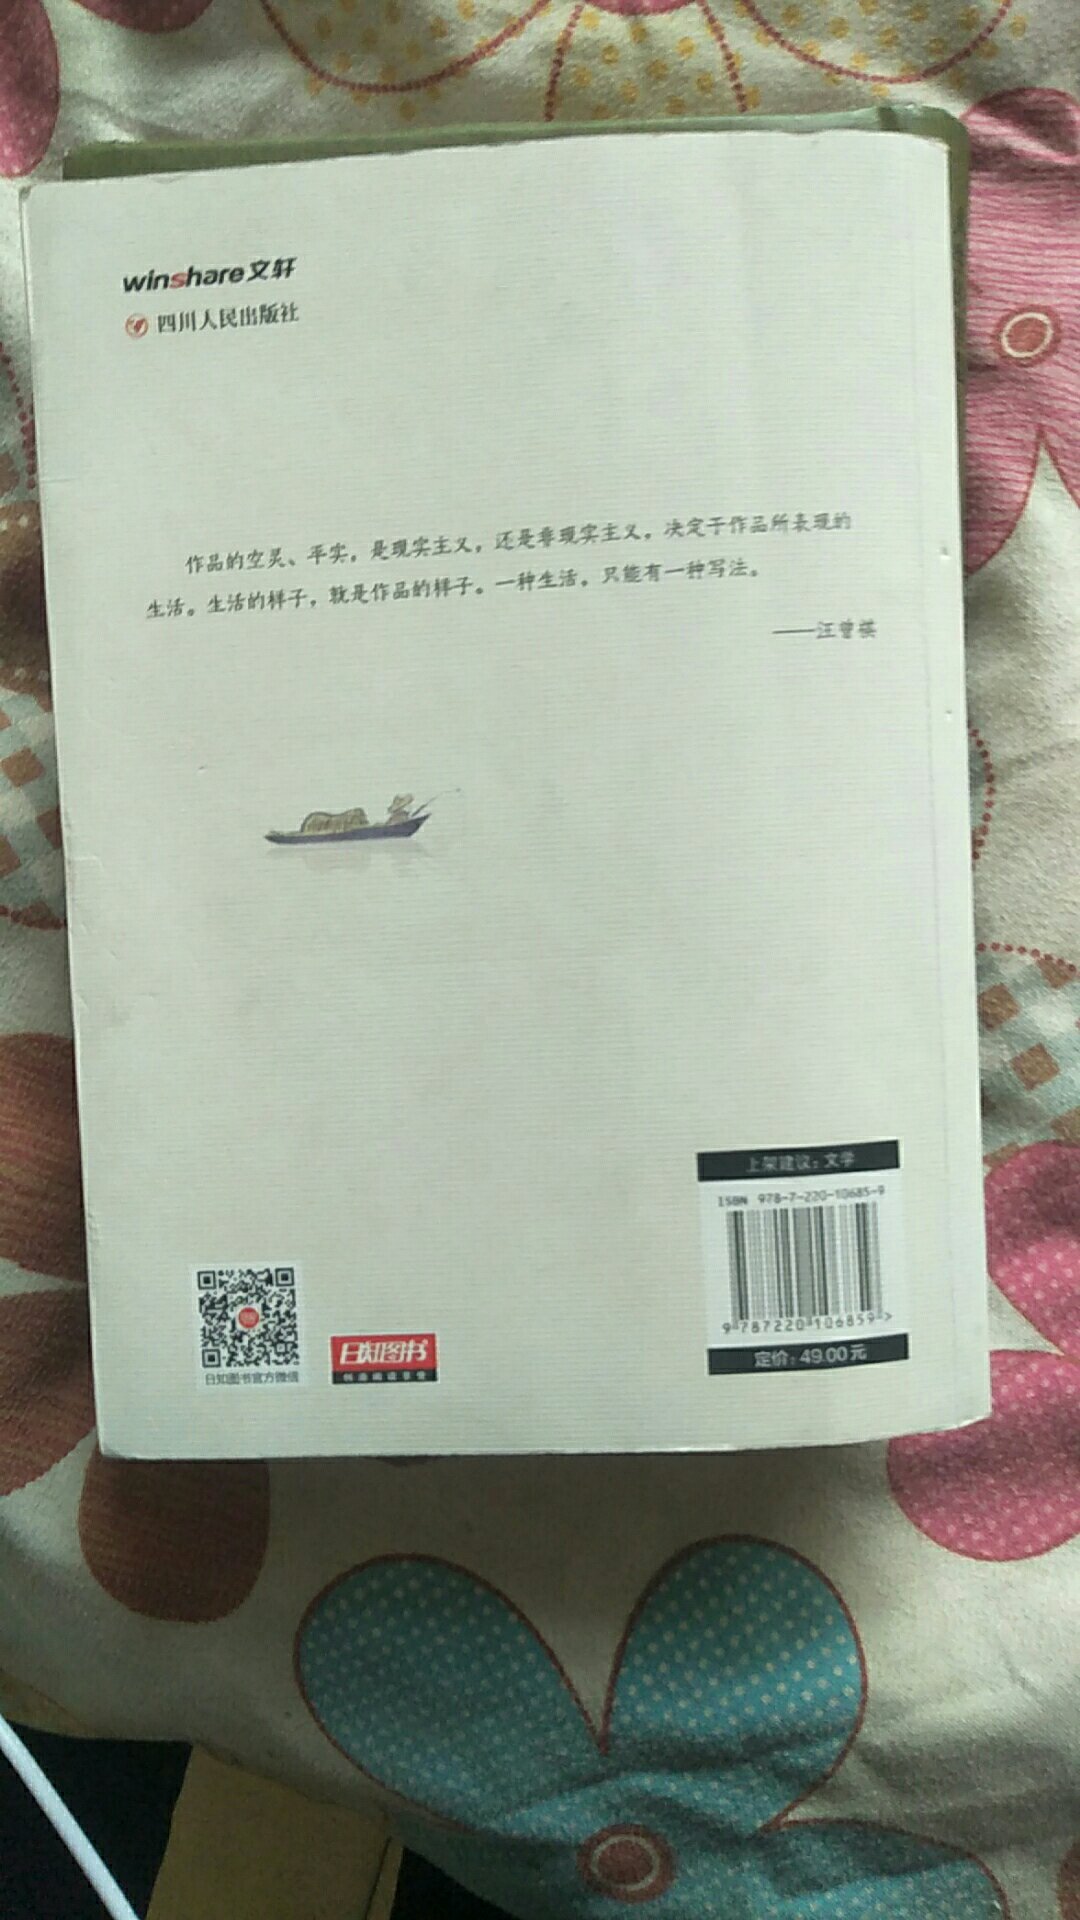 winshare文轩
四川人民出版社
作品的空灵、平实，是现实主义，还是非现实主义，决定于作品所表现的
生活。生活的样子，就是作品的样子。一种生活，只能有一种写法。
——汪曾祺
上架建议：文学
ISBN 978-7-220-10685-9
9 787220 106859 >
定价：49.00元
日知图书官方微信
日知图书